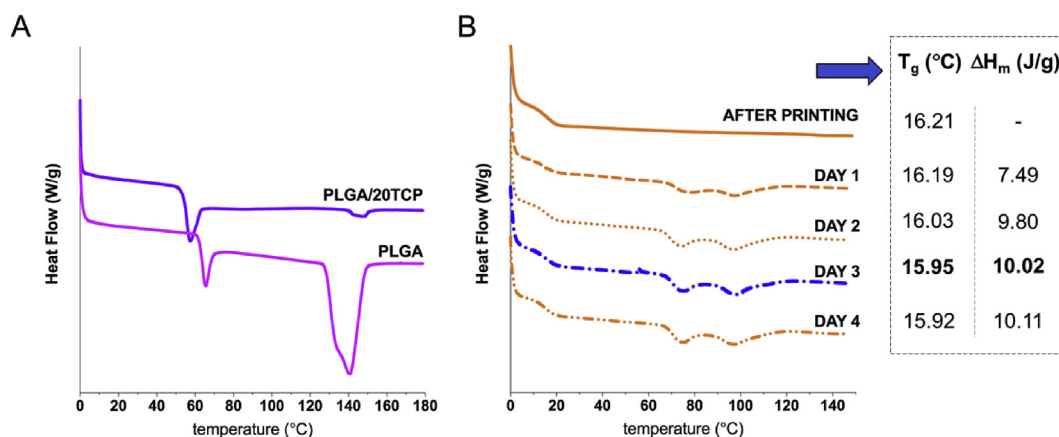 A
Heat Flow (W/g)
PLGA/20TCP
PLGA
0 20 40 60 80 100 120 140 160 180
temperature (°C)
B
Heat Flow (W/g)
AFTER PRINTING
DAY 1
DAY 2
DAY 3
DAY 4
0 20 40 60 80 100 120 140
temperature (°C)
Tg (°C) ΔHm (J/g)
16.21 -
16.19 7.49
16.03 9.80
15.95 10.02
15.92 10.11